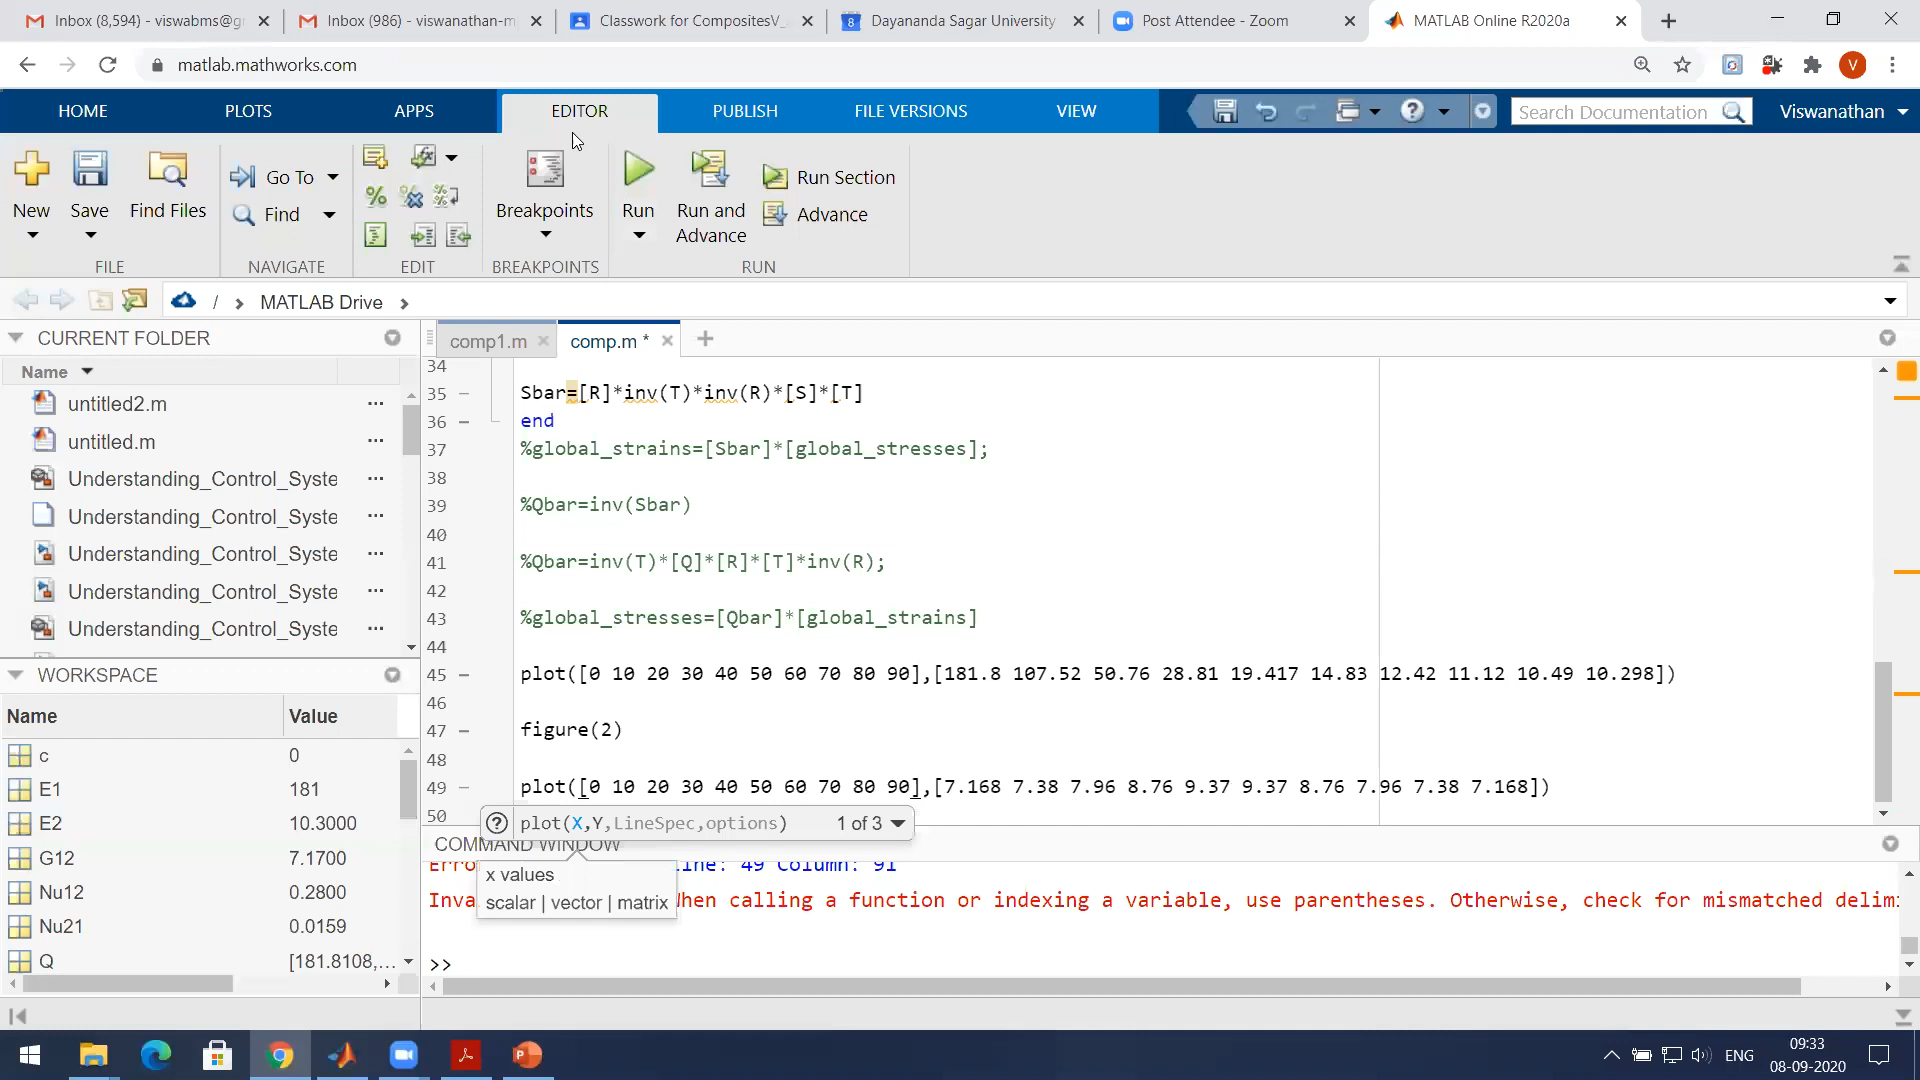 Inbox (8,594) - viswabms@g
Inbox (986) - viswanathan-m
Classwork for CompositesV_
Dayananda Sagar University
Post Attendee - Zoom
MATLAB Online R2020a
matlab.mathworks.com
V
HOME
PLOTS
APPS
EDITOR
PUBLISH
FILE VERSIONS
VIEW
Search Documentation
Viswanathan
New
Save
Find Files
Go To
Find
Breakpoints
Run
Run and Advance
Run Section
Advance
FILE
NAVIGATE
EDIT
BREAKPOINTS
RUN
/ MATLAB Drive
CURRENT FOLDER
Name
untitled2.m
untitled.m
Understanding_Control_Syste
Understanding_Control_Syste
Understanding_Control_Syste
Understanding_Control_Syste
Understanding_Control_Syste
WORKSPACE
Name Value
c 0
E1 181
E2 10.3000
G12 7.1700
Nu12 0.2800
Nu21 0.0159
Q [181.8108,...
comp1.m
comp.m *
34
35 Sbar=[R]*inv(T)*inv(R)*[S]*[T]
36 end
37 %global_strains=[Sbar]*[global_stresses];
38
39 %Qbar=inv(Sbar)
40
41 %Qbar=inv(T)*[Q]*[R]*[T]*inv(R);
42
43 %global_stresses=[Qbar]*[global_strains]
44
45 plot([0 10 20 30 40 50 60 70 80 90],[181.8 107.52 50.76 28.81 19.417 14.83 12.42 11.12 10.49 10.298])
46
47 figure(2)
48
49 plot([0 10 20 30 40 50 60 70 80 90],[7.168 7.38 7.96 8.76 9.37 9.37 8.76 7.96 7.38 7.168])
50
plot(X,Y,LineSpec,options) 1 of 3
COMMAND WINDOW
x values
scalar | vector | matrix
49 Column: 91
When calling a function or indexing a variable, use parentheses. Otherwise, check for mismatched
>>
ENG
09:33
08-09-2020